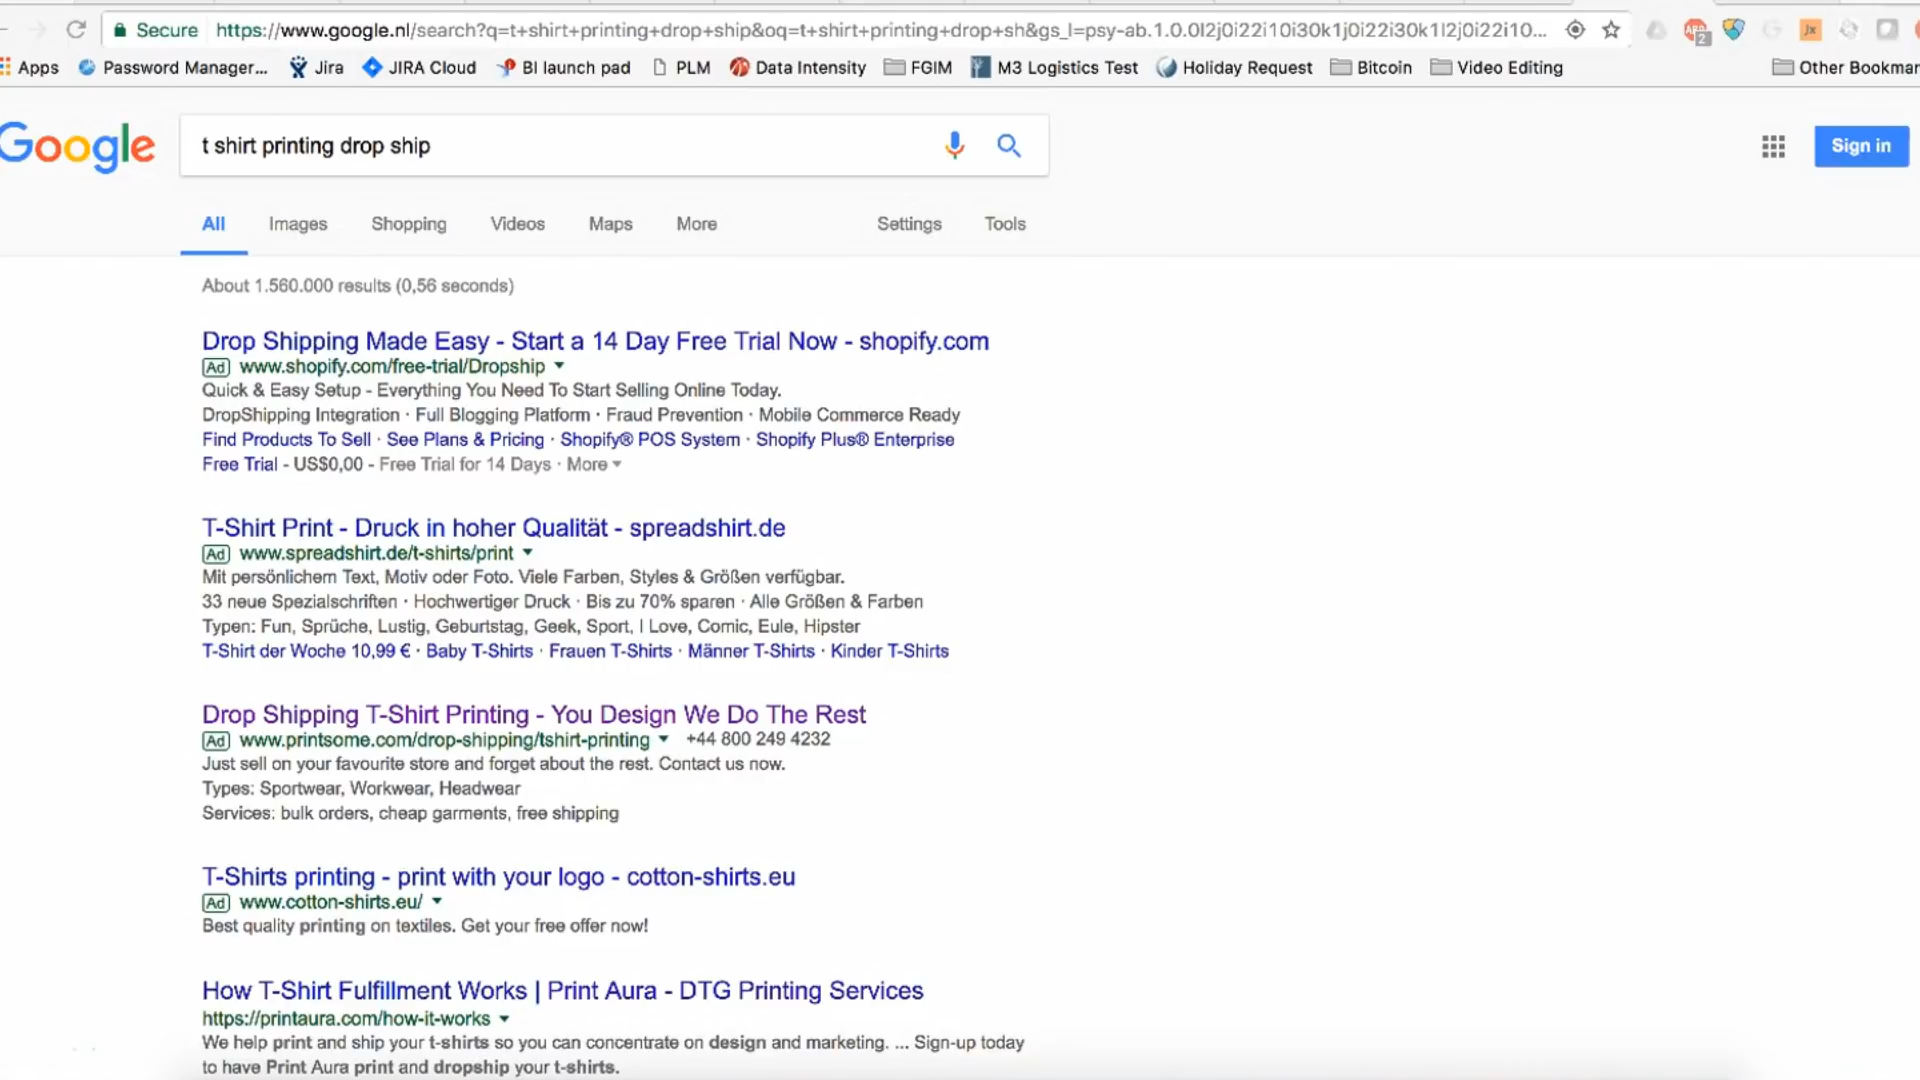 Secure https://www.google.nl/search?q=t+shirt+printing+drop+ship&oq=t+shirt+printing+drop+sh&gs_l=psy-ab.1.0.0l2j0i22i10i30k1j0i22i30k1l2j0i22i10...
2
Jx
Apps Password Manager... Jira JIRA Cloud BI launch pad PLM Data Intensity FGIM M3 Logistics Test Holiday Request Bitcoin Video Editing Other Bookmar
Google
t shirt printing drop ship
Sign in
All Images Shopping Videos Maps More Settings Tools
About 1.560.000 results (0,56 seconds)
Drop Shipping Made Easy - Start a 14 Day Free Trial Now - shopify.com
Ad www.shopify.com/free-trial/Dropship
Quick & Easy Setup - Everything You Need To Start Selling Online Today.
DropShipping Integration · Full Blogging Platform · Fraud Prevention · Mobile Commerce Ready
Find Products To Sell · See Plans & Pricing · Shopify® POS System · Shopify Plus® Enterprise
Free Trial - US$0,00 - Free Trial for 14 Days · More
T-Shirt Print - Druck in hoher Qualität - spreadshirt.de
Ad www.spreadshirt.de/t-shirts/print
Mit persönlichem Text, Motiv oder Foto. Viele Farben, Styles & Größen verfügbar.
33 neue Spezialschriften · Hochwertiger Druck · Bis zu 70% sparen · Alle Größen & Farben
Typen: Fun, Sprüche, Lustig, Geburtstag, Geek, Sport, I Love, Comic, Eule, Hipster
T-Shirt der Woche 10,99 € · Baby T-Shirts · Frauen T-Shirts · Männer T-Shirts · Kinder T-Shirts
Drop Shipping T-Shirt Printing - You Design We Do The Rest
Ad www.printsome.com/drop-shipping/tshirt-printing +44 800 249 4232
Just sell on your favourite store and forget about the rest. Contact us now.
Types: Sportwear, Workwear, Headwear
Services: bulk orders, cheap garments, free shipping
T-Shirts printing - print with your logo - cotton-shirts.eu
Ad www.cotton-shirts.eu/
Best quality printing on textiles. Get your free offer now!
How T-Shirt Fulfillment Works | Print Aura - DTG Printing Services
https://printaura.com/how-it-works
We help print and ship your t-shirts so you can concentrate on design and marketing. ... Sign-up today
to have Print Aura print and dropship your t-shirts.